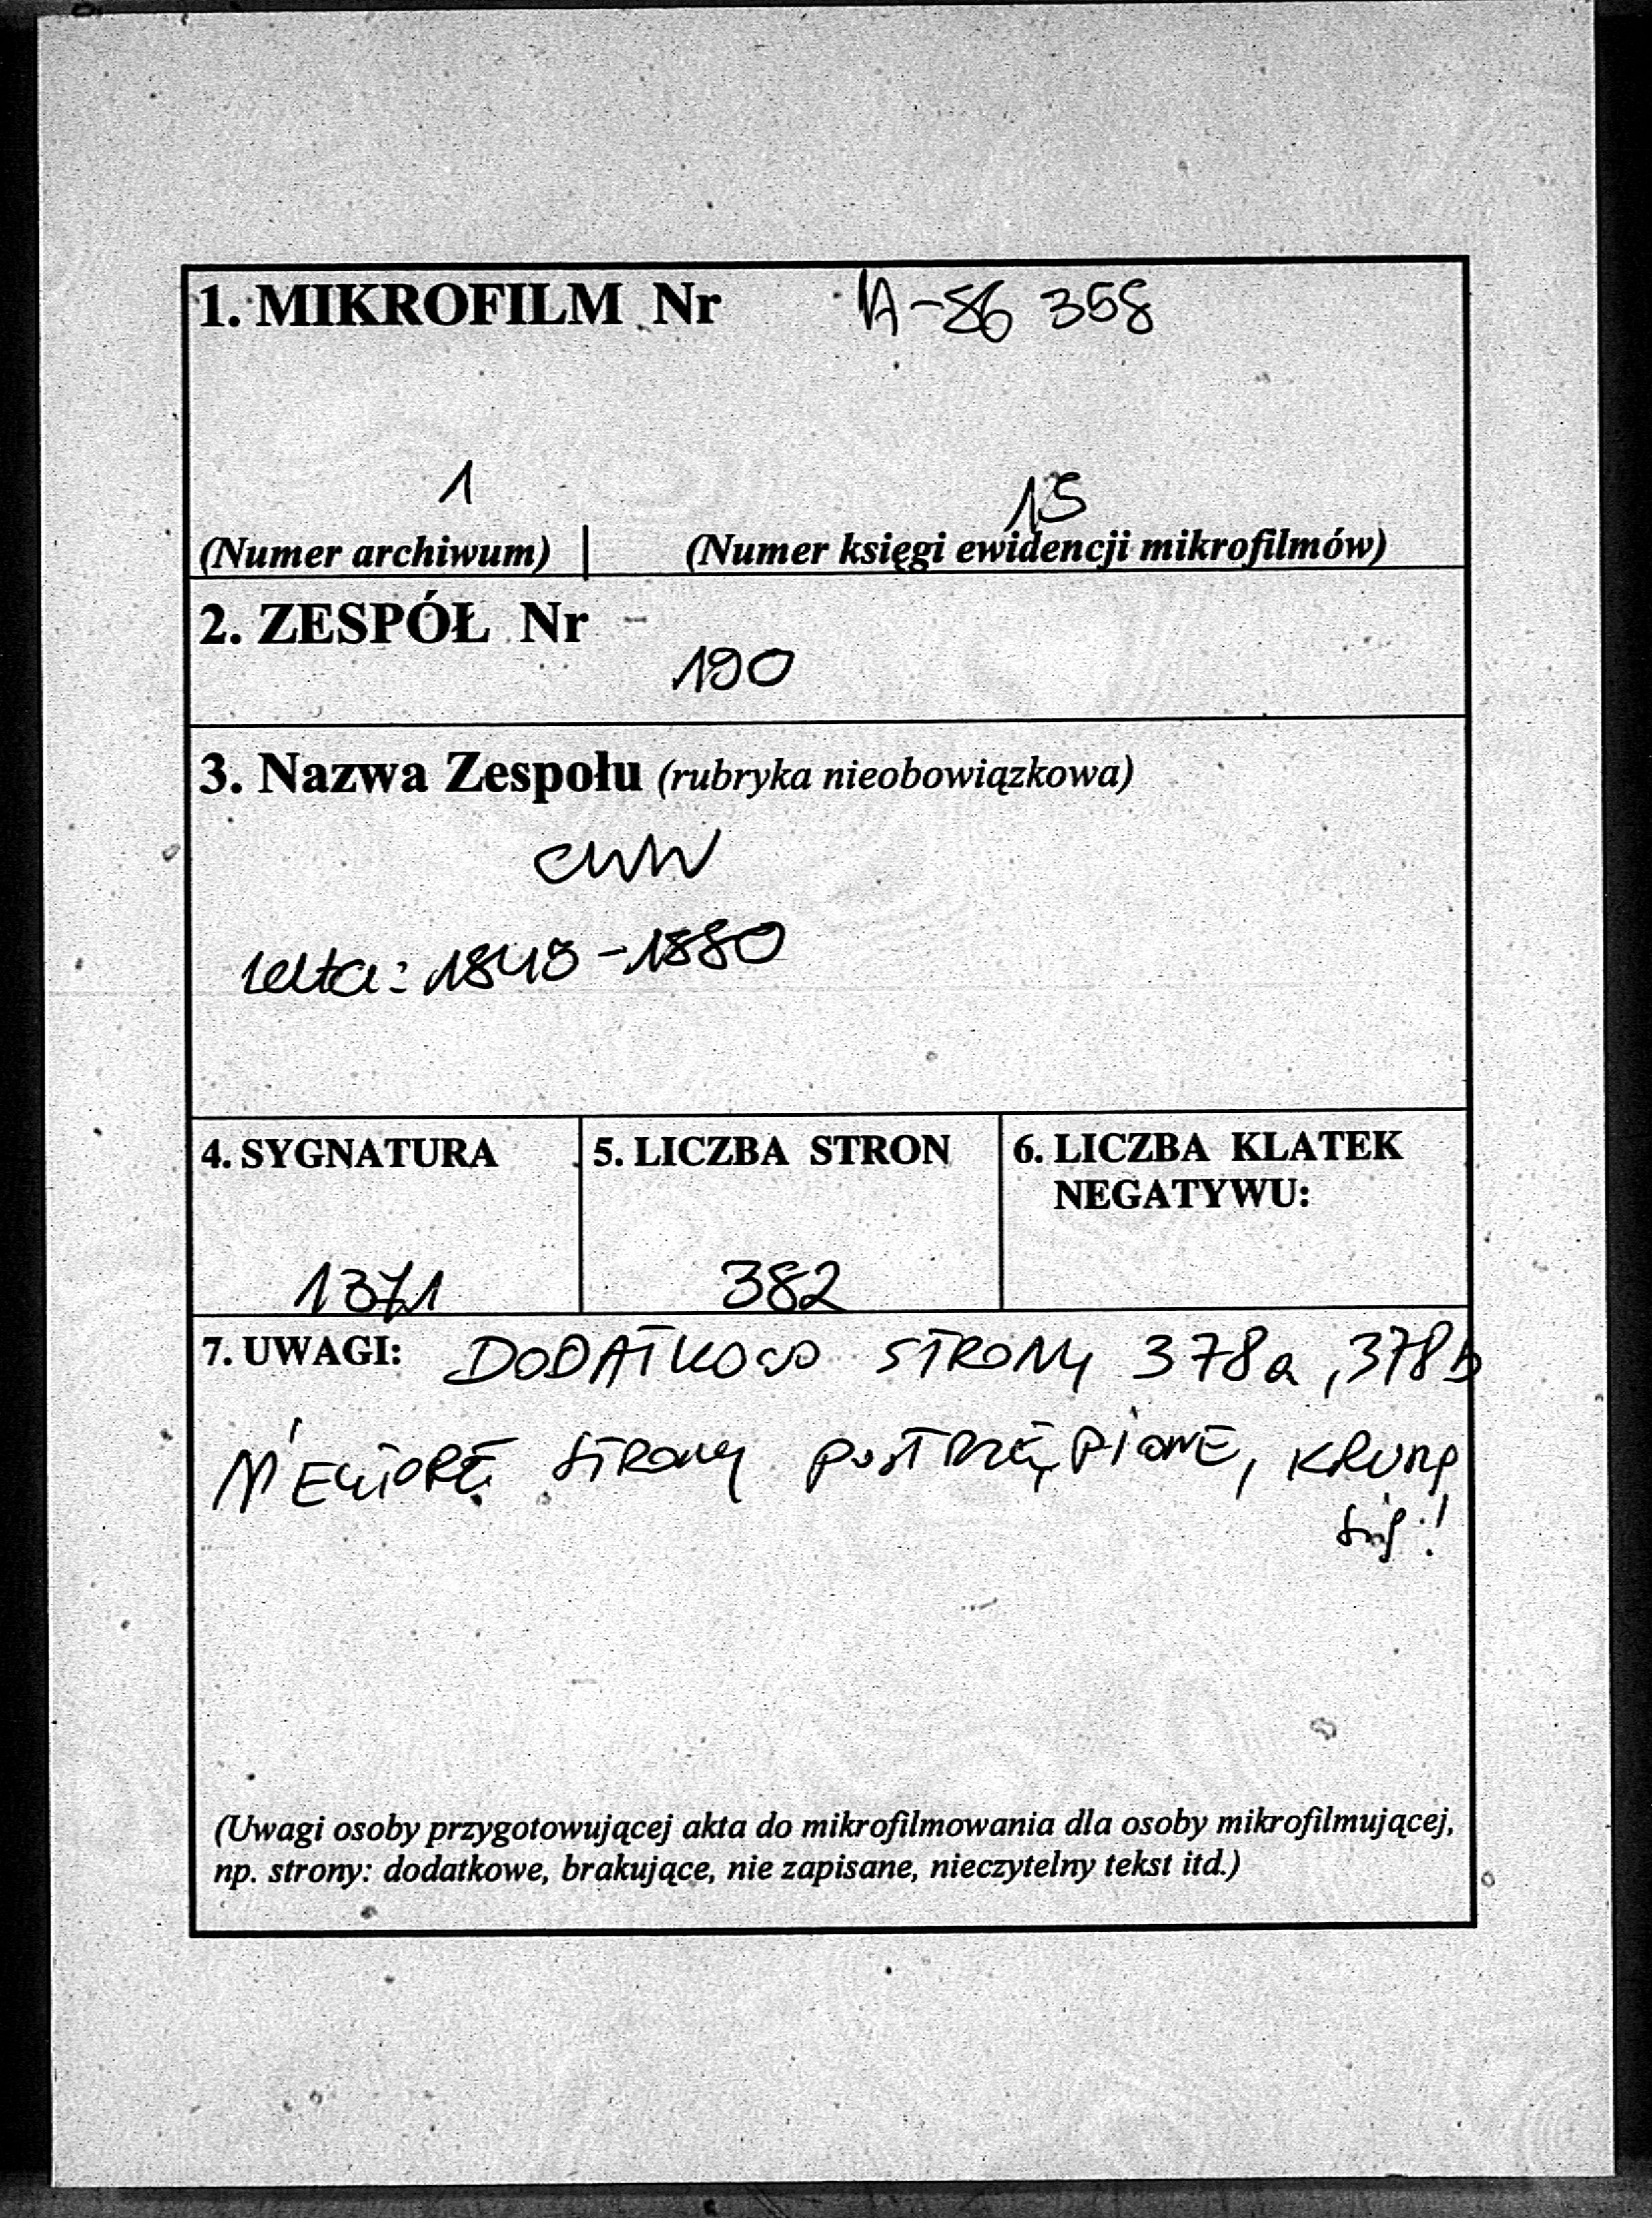 1. MIKROFILM Nr A-86 358
1 15
(Numer archiwum) | (Numer księgi ewidencji mikrofilmów)
2. ZESPÓŁ Nr -
190
3. Nazwa Zespołu (rubryka nieobowiązkowa)
CWW
lata: 1848-1880
4. SYGNATURA 5. LICZBA STRON 6. LICZBA KLATEK
NEGATYWU:
1371 382
7. UWAGI: DODATKOWO STRONY 378a, 378b
NIEKTÓRE STRONY POSTRZĘPIONE, KRUSZĄ
SIĘ!
(Uwagi osoby przygotowującej akta do mikrofilmowania dla osoby mikrofilmującej,
np. strony: dodatkowe, brakujące, nie zapisane, nieczytelny tekst itd.)